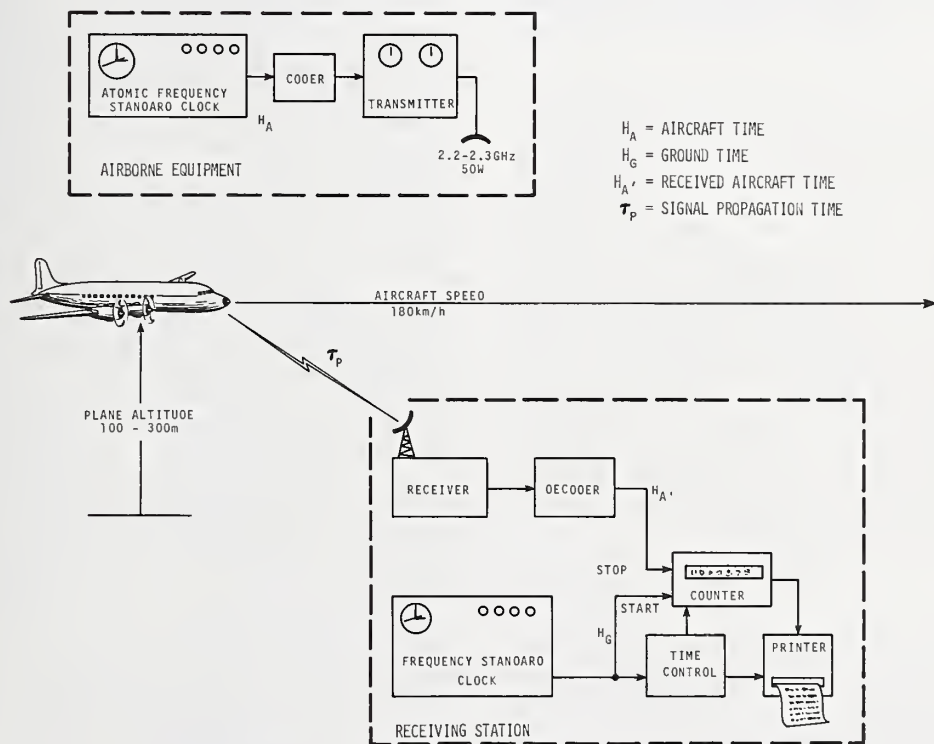 ATOMIC FREQUENCY
STANOARO CLOCK
H_A
COOER
TRANSMITTER
2.2-2.3GHz
50W
AIRBORNE EQUIPMENT
H_A = AIRCRAFT TIME
H_G = GROUND TIME
H_A' = RECEIVED AIRCRAFT TIME
τ_P = SIGNAL PROPAGATION TIME
AIRCRAFT SPEEO
180km/h
τ_P
PLANE ALTITUOE
100 - 300m
RECEIVER
OECOOER
H_A'
STOP
COUNTER
START
H_G
FREQUENCY STANOARO
CLOCK
TIME
CONTROL
PRINTER
RECEIVING STATION